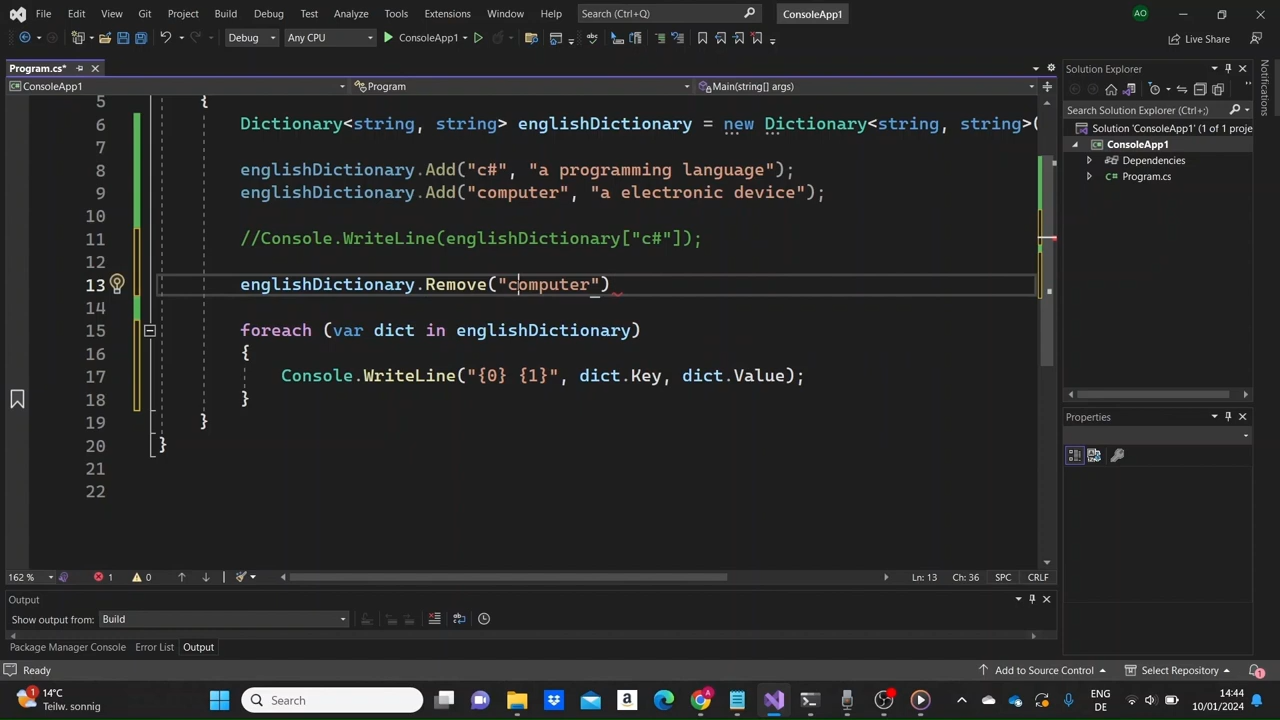 File Edit View Git Project Build Debug Test Analyze Tools Extensions Window Help Search (Ctrl+Q) ConsoleApp1 AO
Debug Any CPU ConsoleApp1 Live Share
Program.cs*
ConsoleApp1 Program Main(string[] args)
5 {
6 Dictionary<string, string> englishDictionary = new Dictionary<string, string>(
7
8 englishDictionary.Add("c#", "a programming language");
9 englishDictionary.Add("computer", "a electronic device");
10
11 //Console.WriteLine(englishDictionary["c#"]);
12
13 englishDictionary.Remove("computer")
14
15 foreach (var dict in englishDictionary)
16 {
17 Console.WriteLine("{0} {1}", dict.Key, dict.Value);
18 }
19 }
20 }
21
22
162 % 1 0 Ln: 13 Ch: 36 SPC CRLF
Output
Show output from: Build
Package Manager Console Error List Output
Solution Explorer
Search Solution Explorer (Ctrl+;)
Solution 'ConsoleApp1' (1 of 1 proje
ConsoleApp1
Dependencies
C# Program.cs
Properties
Notifications
Ready Add to Source Control Select Repository 1
1 14°C
Teilw. sonnig
Search
A
ENG
DE
14:44
10/01/2024